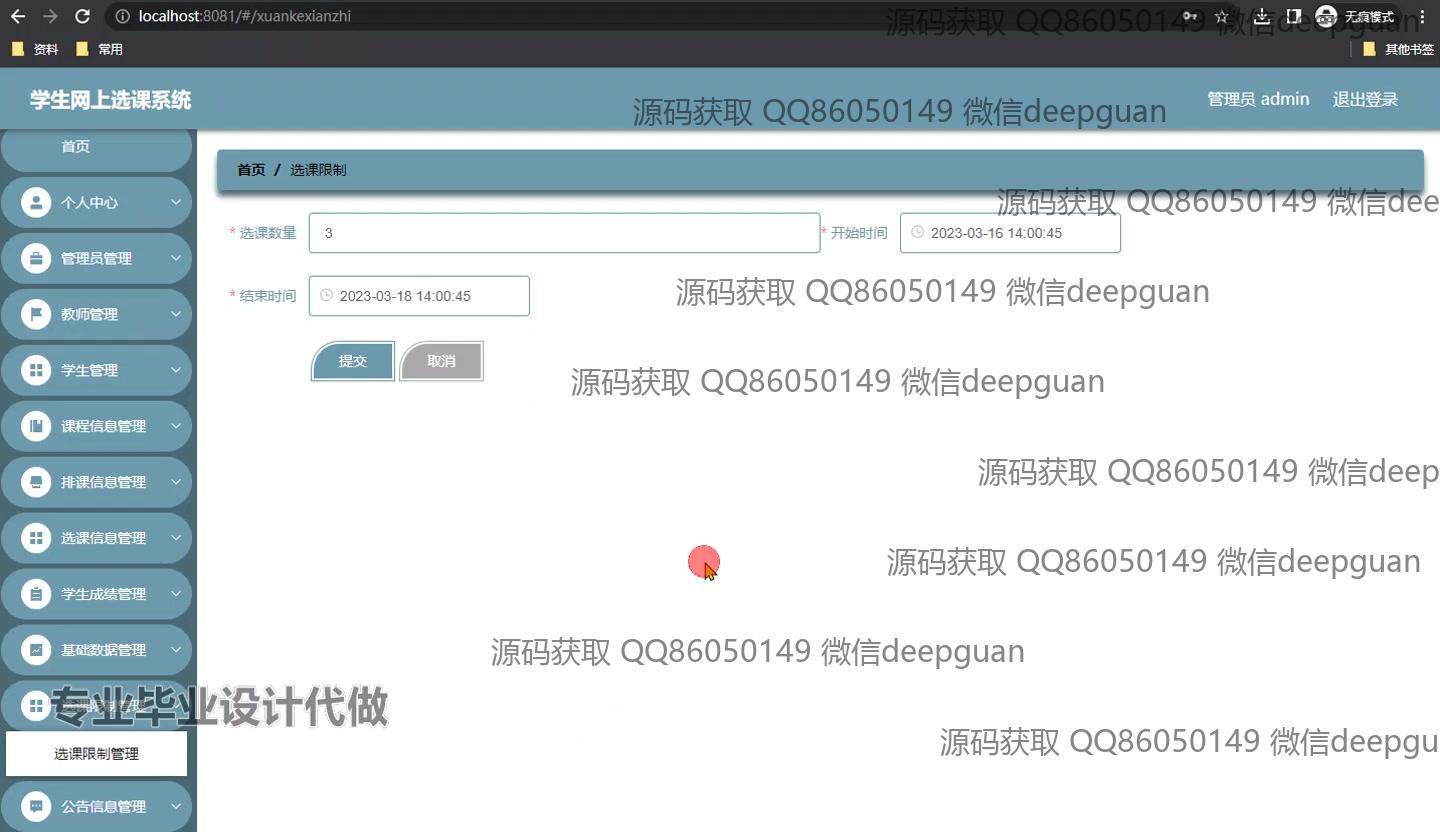 localhost:8081/#/xuankexianzhi
无痕模式
资料
常用
其他书签
源码获取 QQ86050149 微信deepguan
学生网上选课系统
管理员 admin
退出登录
源码获取 QQ86050149 微信deepguan
首页
首页 / 选课限制
个人中心
源码获取 QQ86050149 微信dee
* 选课数量
3
* 开始时间
2023-03-16 14:00:45
管理员管理
* 结束时间
2023-03-18 14:00:45
源码获取 QQ86050149 微信deepguan
教师管理
提交
取消
学生管理
源码获取 QQ86050149 微信deepguan
课程信息管理
源码获取 QQ86050149 微信deep
排课信息管理
选课信息管理
源码获取 QQ86050149 微信deepguan
学生成绩管理
基础数据管理
源码获取 QQ86050149 微信deepguan
专业毕业设计代做
选课限制管理
源码获取 QQ86050149 微信deepgu
公告信息管理